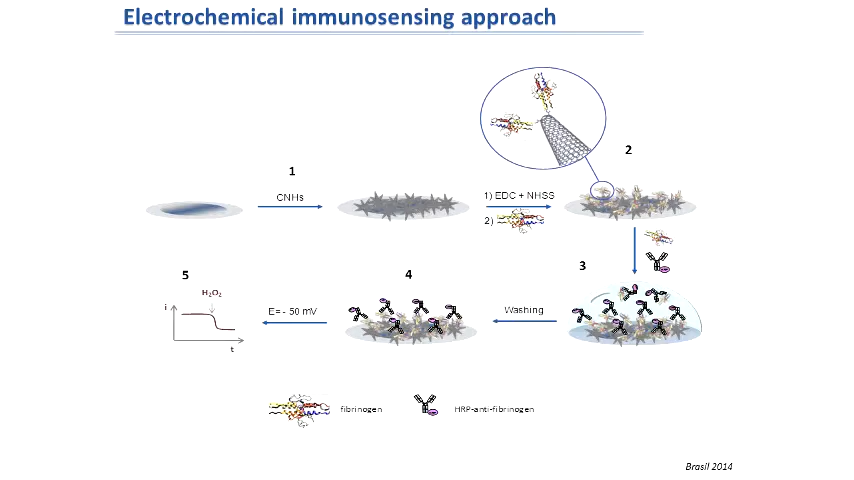 Electrochemical immunosensing approach
2
1
CNHs
1) EDC + NHSS
2)
3
4
5
H₂O₂
i
E= - 50 mV
Washing
t
fibrinogen
HRP-anti-fibrinogen
Brasil 2014